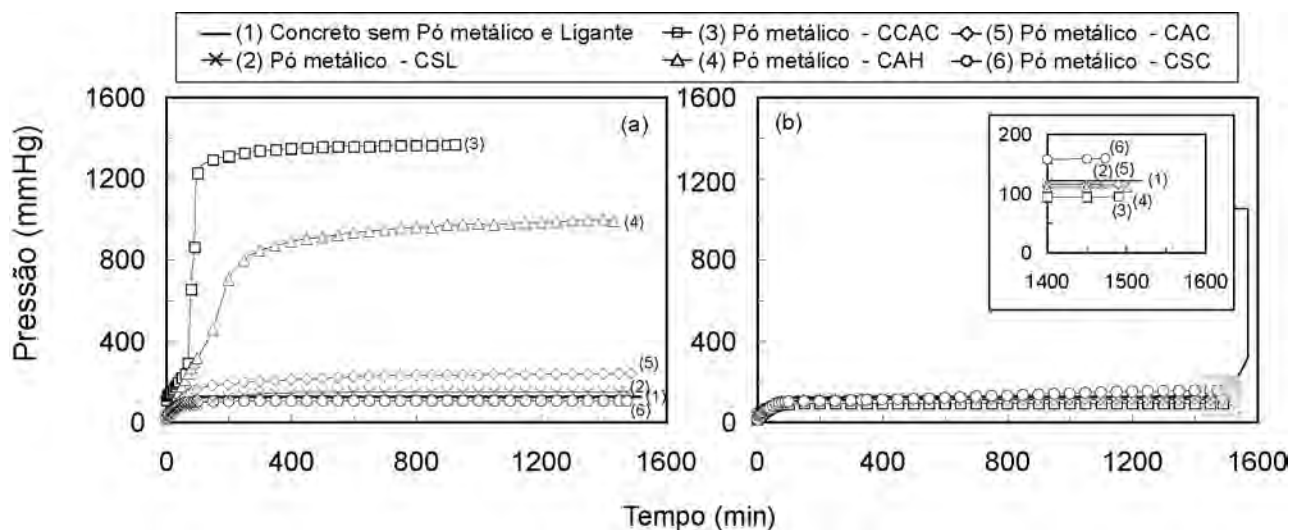 (1) Concreto sem Pó metálico e Ligante
(3) Pó metálico - CCAC
(5) Pó metálico - CAC
(2) Pó metálico - CSL
(4) Pó metálico - CAH
(6) Pó metálico - CSC
Pressão (mmHg)
1600
1200
800
400
0
(a)
(3)
(4)
(5)
(2)
(1)
(6)
0 400 800 1200 1600
1600
1200
800
400
0
(b)
200
100
0
(6)
(2) (5)
(1)
(4)
(3)
1400 1500 1600
0 400 800 1200 1600
Tempo (min)